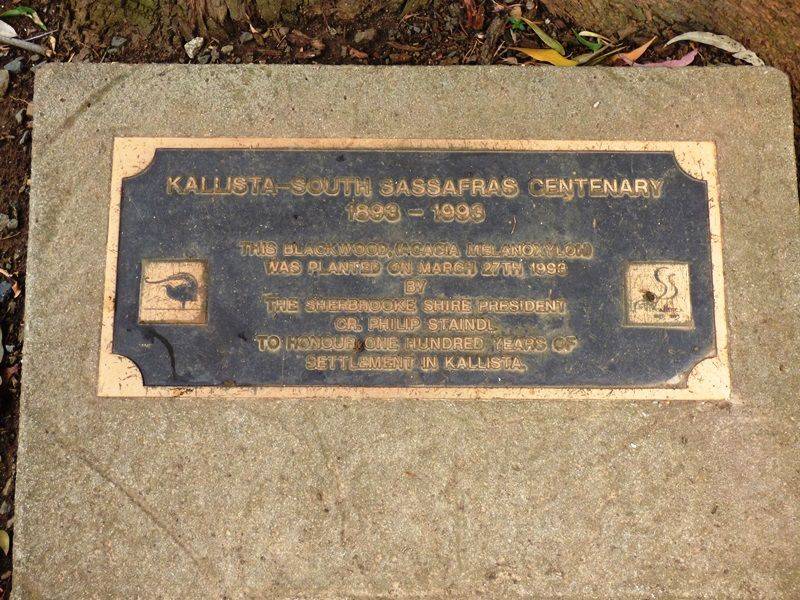 KALLISTA-SOUTH SASSAFRAS CENTENARY
1893 - 1993
THIS BLACKWOOD,(ACACIA MELANOXYLON)
WAS PLANTED ON MARCH 27TH 1993
BY
THE SHERBROOKE SHIRE PRESIDENT
CR. PHILIP STAINDL
TO HONOUR ONE HUNDRED YEARS OF
SETTLEMENT IN KALLISTA.